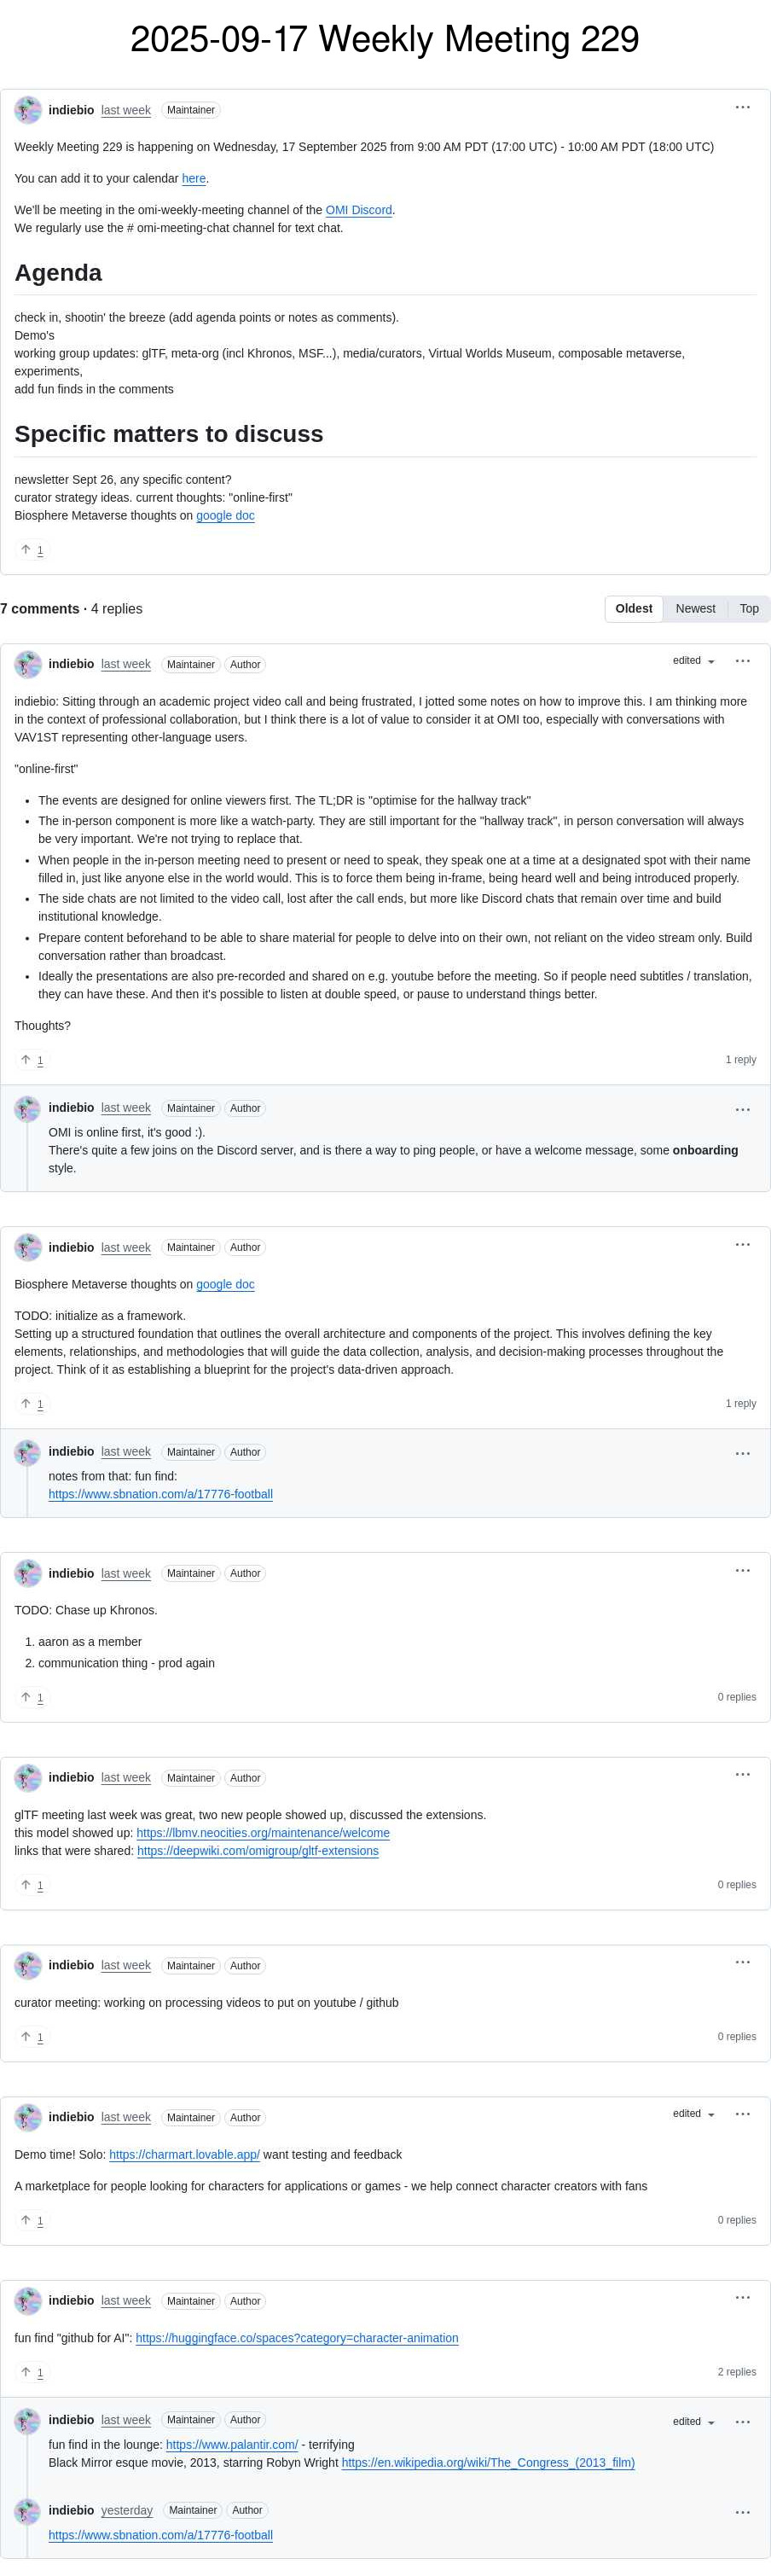 2025-09-17 Weekly Meeting 229
indiebio last week Maintainer
Weekly Meeting 229 is happening on Wednesday, 17 September 2025 from 9:00 AM PDT (17:00 UTC) - 10:00 AM PDT (18:00 UTC)
You can add it to your calendar here.
We'll be meeting in the omi-weekly-meeting channel of the OMI Discord.
We regularly use the # omi-meeting-chat channel for text chat.
Agenda
check in, shootin' the breeze (add agenda points or notes as comments).
Demo's
working group updates: glTF, meta-org (incl Khronos, MSF...), media/curators, Virtual Worlds Museum, composable metaverse,
experiments,
add fun finds in the comments
Specific matters to discuss
newsletter Sept 26, any specific content?
curator strategy ideas. current thoughts: "online-first"
Biosphere Metaverse thoughts on google doc
1
7 comments · 4 replies
Oldest Newest Top
indiebio last week Maintainer Author edited
indiebio: Sitting through an academic project video call and being frustrated, I jotted some notes on how to improve this. I am thinking more
in the context of professional collaboration, but I think there is a lot of value to consider it at OMI too, especially with conversations with
VAV1ST representing other-language users.
"online-first"
• The events are designed for online viewers first. The TL;DR is "optimise for the hallway track"
• The in-person component is more like a watch-party. They are still important for the "hallway track", in person conversation will always
be very important. We're not trying to replace that.
• When people in the in-person meeting need to present or need to speak, they speak one at a time at a designated spot with their name
filled in, just like anyone else in the world would. This is to force them being in-frame, being heard well and being introduced properly.
• The side chats are not limited to the video call, lost after the call ends, but more like Discord chats that remain over time and build
institutional knowledge.
• Prepare content beforehand to be able to share material for people to delve into on their own, not reliant on the video stream only. Build
conversation rather than broadcast.
• Ideally the presentations are also pre-recorded and shared on e.g. youtube before the meeting. So if people need subtitles / translation,
they can have these. And then it's possible to listen at double speed, or pause to understand things better.
Thoughts?
1 1 reply
indiebio last week Maintainer Author
OMI is online first, it's good :).
There's quite a few joins on the Discord server, and is there a way to ping people, or have a welcome message, some onboarding
style.
indiebio last week Maintainer Author
Biosphere Metaverse thoughts on google doc
TODO: initialize as a framework.
Setting up a structured foundation that outlines the overall architecture and components of the project. This involves defining the key
elements, relationships, and methodologies that will guide the data collection, analysis, and decision-making processes throughout the
project. Think of it as establishing a blueprint for the project's data-driven approach.
1 1 reply
indiebio last week Maintainer Author
notes from that: fun find:
https://www.sbnation.com/a/17776-football
indiebio last week Maintainer Author
TODO: Chase up Khronos.
1. aaron as a member
2. communication thing - prod again
1 0 replies
indiebio last week Maintainer Author
glTF meeting last week was great, two new people showed up, discussed the extensions.
this model showed up: https://lbmv.neocities.org/maintenance/welcome
links that were shared: https://deepwiki.com/omigroup/gltf-extensions
1 0 replies
indiebio last week Maintainer Author
curator meeting: working on processing videos to put on youtube / github
1 0 replies
indiebio last week Maintainer Author edited
Demo time! Solo: https://charmart.lovable.app/ want testing and feedback
A marketplace for people looking for characters for applications or games - we help connect character creators with fans
1 0 replies
indiebio last week Maintainer Author
fun find "github for AI": https://huggingface.co/spaces?category=character-animation
1 2 replies
indiebio last week Maintainer Author edited
fun find in the lounge: https://www.palantir.com/ - terrifying
Black Mirror esque movie, 2013, starring Robyn Wright https://en.wikipedia.org/wiki/The_Congress_(2013_film)
indiebio yesterday Maintainer Author
https://www.sbnation.com/a/17776-football